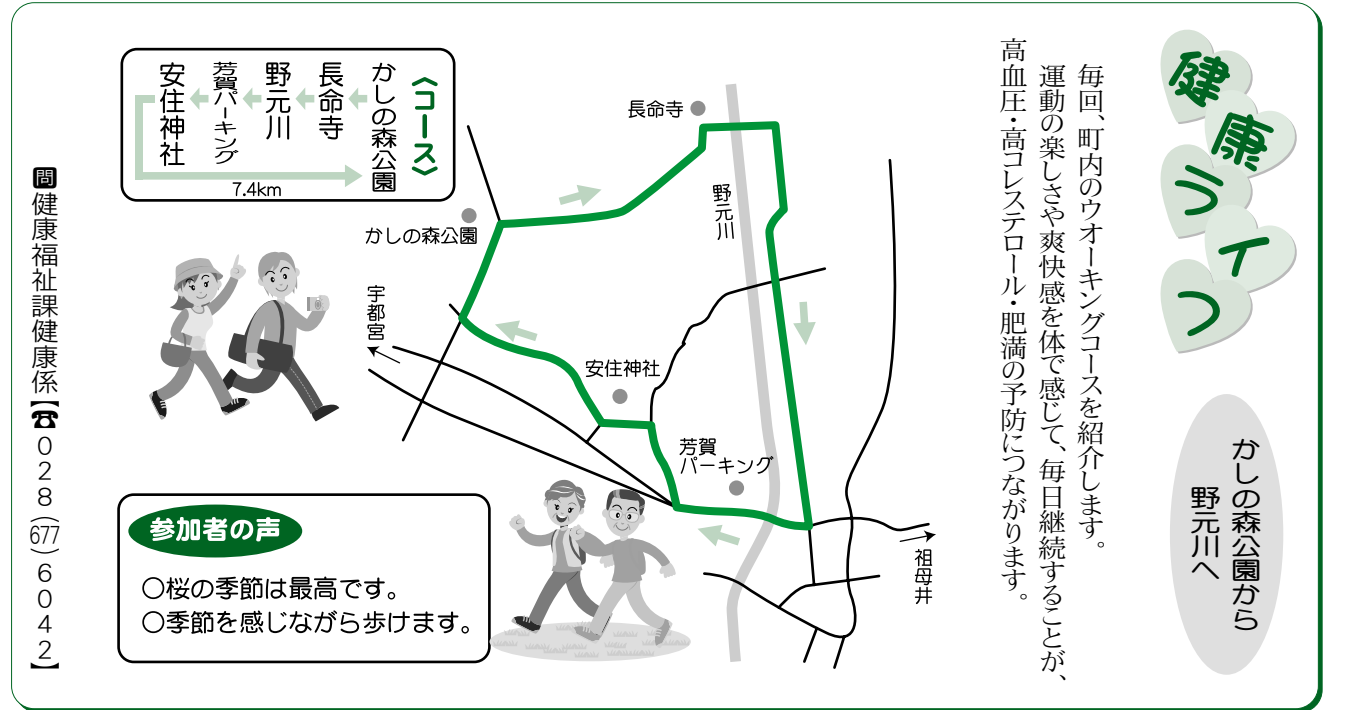 健康ライフ
かしの森公園から
野元川へ
毎回、町内のウオーキングコースを紹介します。
運動の楽しさや爽快感を体で感じて、毎日継続することが、
高血圧・高コレステロール・肥満の予防につながります。
〈コース〉
かしの森公園
長命寺
野元川
芳賀パーキング
安住神社
7.4km
長命寺
野元川
かしの森公園
宇都宮
安住神社
芳賀
パーキング
祖母井
参加者の声
○桜の季節は最高です。
○季節を感じながら歩けます。
問健康福祉課健康係【☎028(677)6042】